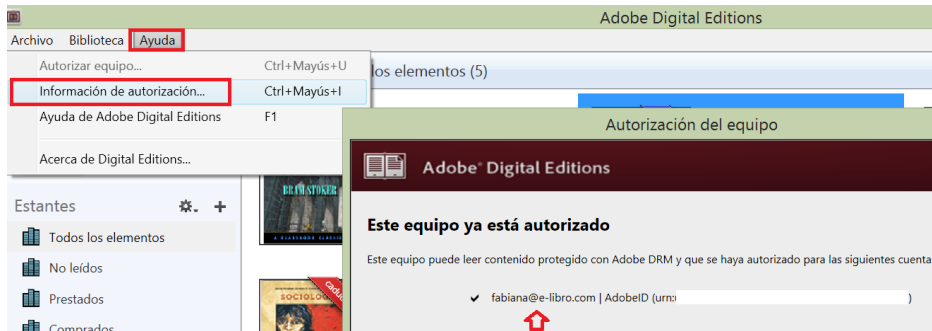 Adobe Digital Editions
Archivo Biblioteca Ayuda
Autorizar equipo... Ctrl+Mayús+U
Información de autorización... Ctrl+Mayús+I
Ayuda de Adobe Digital Editions F1
Acerca de Digital Editions...
los elementos (5)
Autorización del equipo
Adobe® Digital Editions
Este equipo ya está autorizado
Este equipo puede leer contenido protegido con Adobe DRM y que se haya autorizado para las siguientes cuenta
fabiana@e-libro.com | AdobeID (urn: )
Estantes
Todos los elementos
No leídos
Prestados
Comprados
BRAM STOKER
SOCIOLOG
caduc